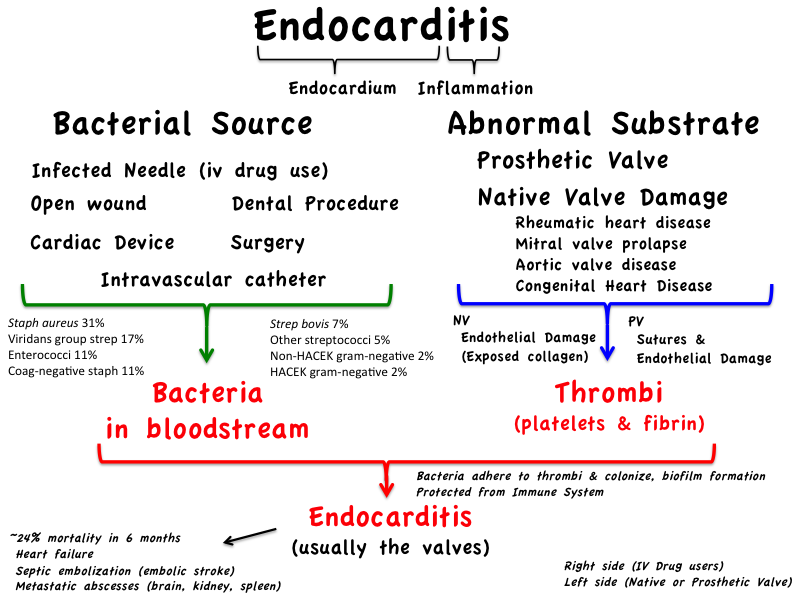 Endocarditis
Endocardium Inflammation
Bacterial Source
Infected Needle (iv drug use)
Open wound Dental Procedure
Cardiac Device Surgery
Intravascular catheter
Abnormal Substrate
Prosthetic Valve
Native Valve Damage
Rheumatic heart disease
Mitral valve prolapse
Aortic valve disease
Congenital Heart Disease
Staph aureus 31%
Viridans group strep 17%
Enterococci 11%
Coag-negative staph 11%
Strep bovis 7%
Other streptococci 5%
Non-HACEK gram-negative 2%
HACEK gram-negative 2%
NV
Endothelial Damage
(Exposed collagen)
PV
Sutures &
Endothelial Damage
Bacteria
in bloodstream
Thrombi
(platelets & fibrin)
Bacteria adhere to thrombi & colonize, biofilm formation
Protected from Immune System
Endocarditis
(usually the valves)
~24% mortality in 6 months
Heart failure
Septic embolization (embolic stroke)
Metastatic abscesses (brain, kidney, spleen)
Right side (IV Drug users)
Left side (Native or Prosthetic Valve)